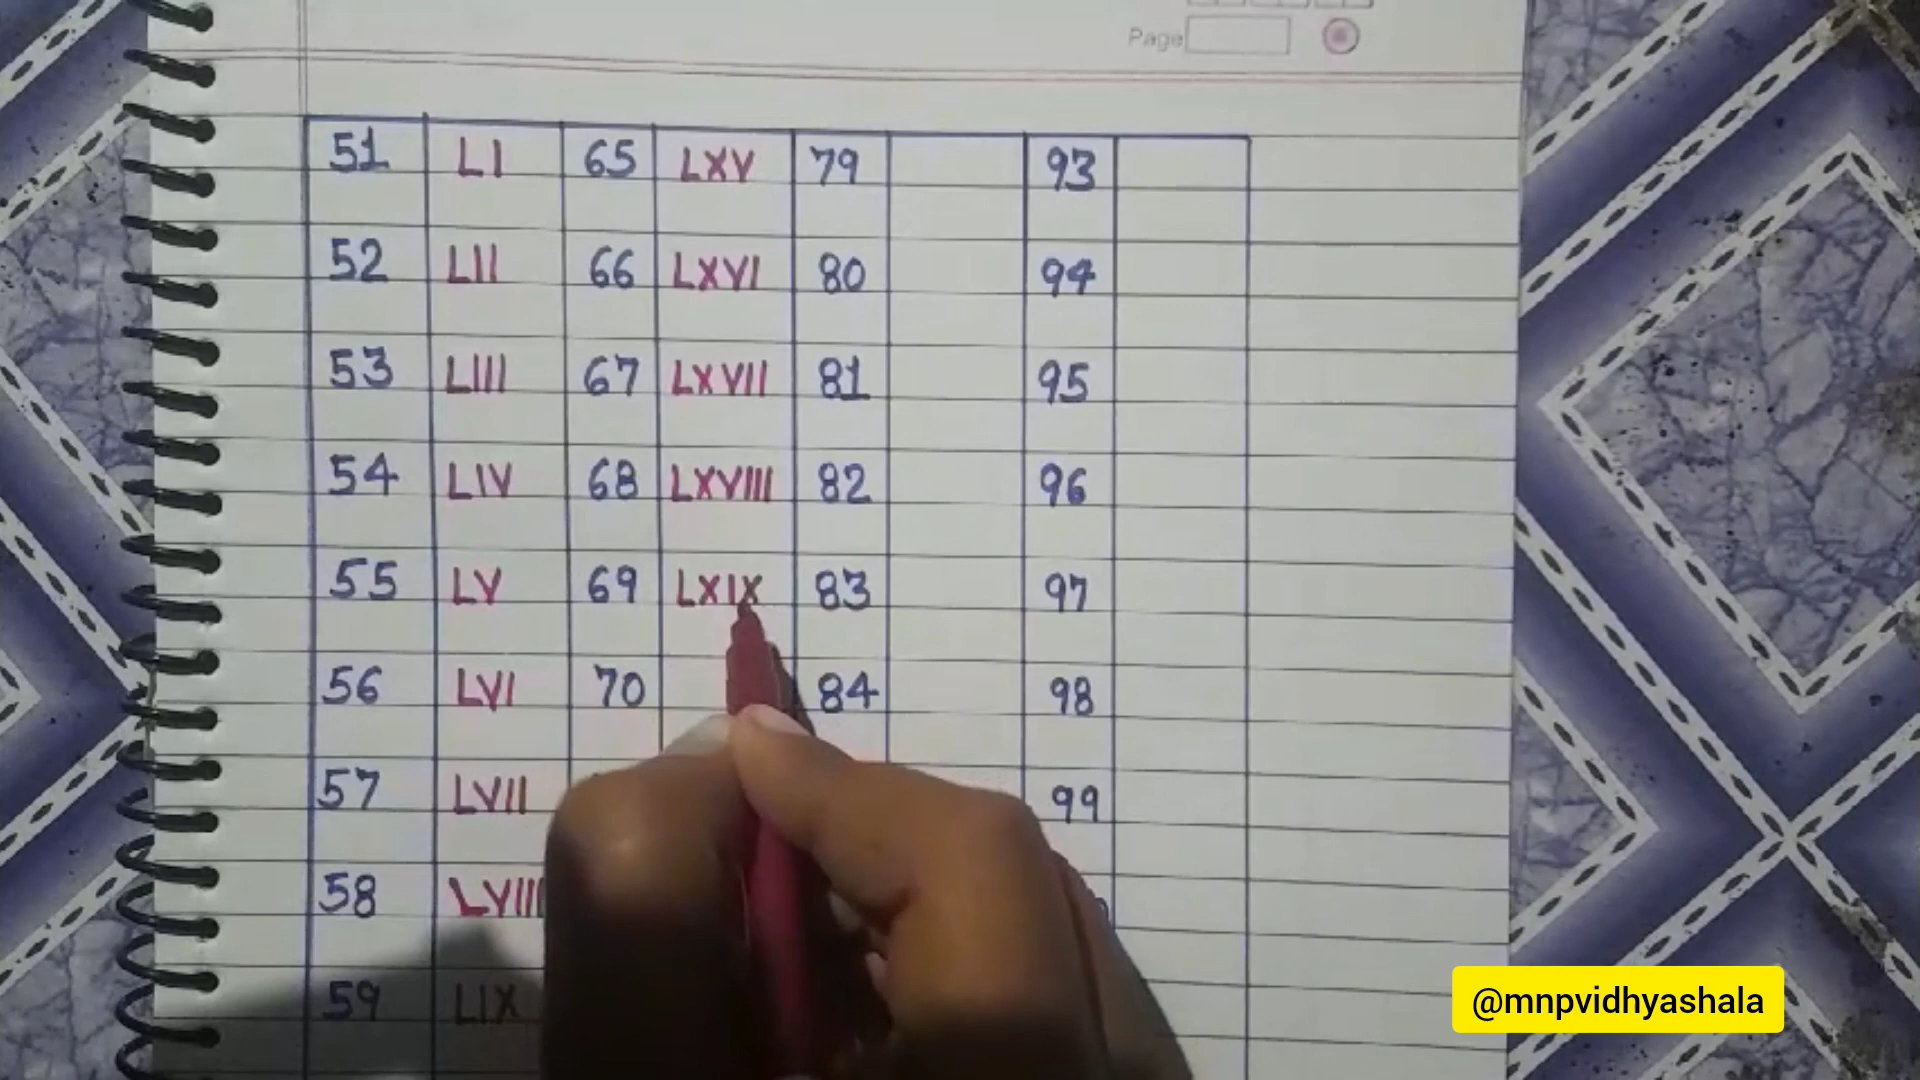 Page
51 LI 65 LXV 79 93
52 LII 66 LXVI 80 94
53 LIII 67 LXVII 81 95
54 LIV 68 LXVIII 82 96
55 LV 69 LXIX 83 97
56 LVI 70 84 98
57 LVII 99
58 LVIII
59 LIX
@mnpvidhyashala